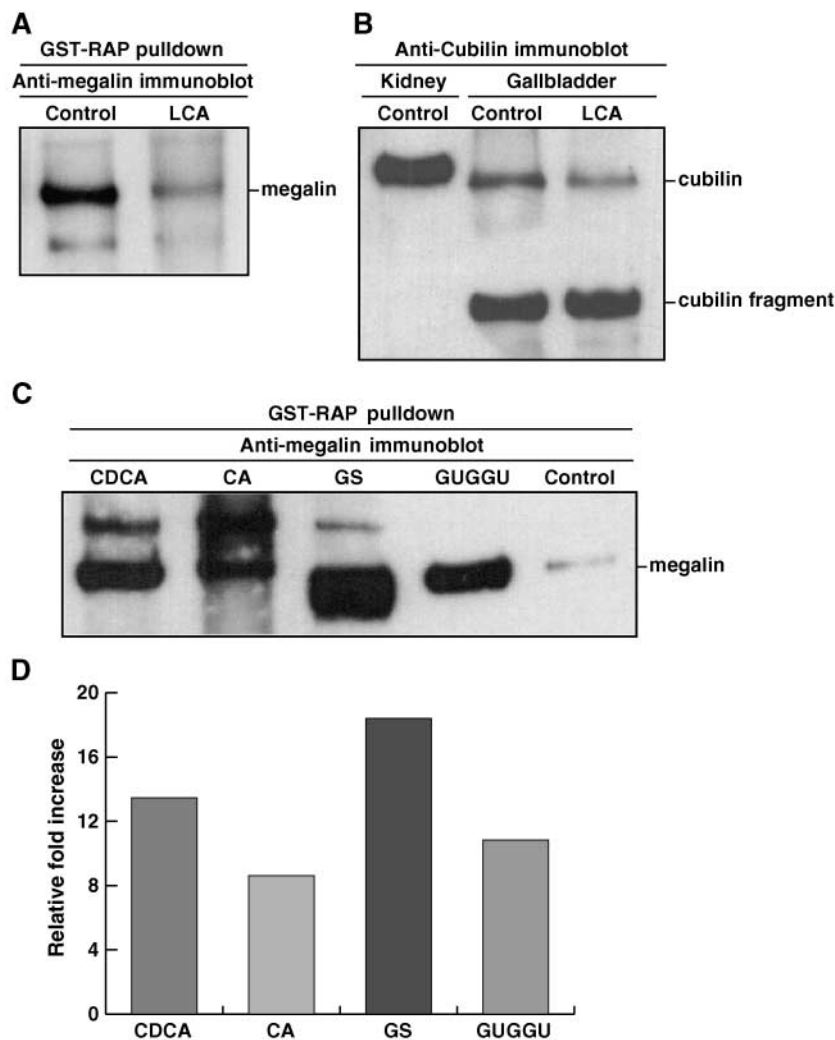 A
GST-RAP pulldown
Anti-megalin immunoblot
Control LCA
megalin
B
Anti-Cubilin immunoblot
Kidney Gallbladder
Control Control LCA
cubilin
cubilin fragment
C
GST-RAP pulldown
Anti-megalin immunoblot
CDCA CA GS GUGGU Control
megalin
D
Relative fold increase
20
16
12
8
4
0
CDCA CA GS GUGGU